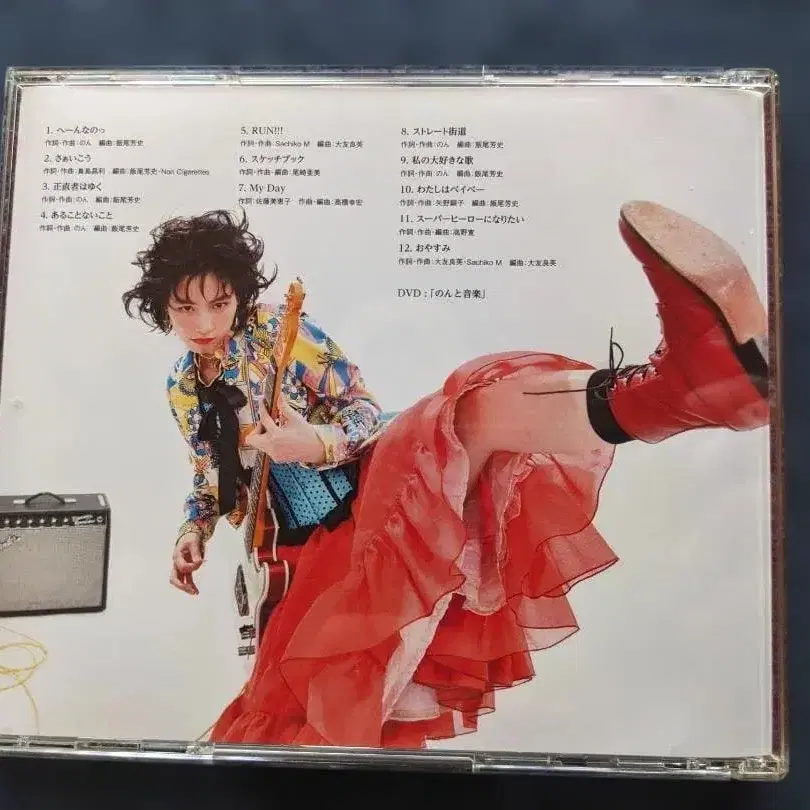 1. へーんなのっ
作詞・作曲：のん　編曲：飯尾芳史
2. さぁいこう
作詞・作曲：真島昌利　編曲：飯尾芳史・Non Cigarettes
3. 正直者はゆく
作詞・作曲：のん　編曲：飯尾芳史
4. あることないこと
作詞・作曲：のん　編曲：飯尾芳史
5. RUN!!!
作詞・作曲：Sachiko M　編曲：大友良英
6. スケッチブック
作詞・作曲・編曲：尾崎亜美
7. My Day
作詞：佐藤美恵子　作曲・編曲：高橋幸宏
8. ストレート街道
作詞・作曲：のん　編曲：飯尾芳史
9. 私の大好きな歌
作詞・作曲：のん　編曲：飯尾芳史
10. わたしはベイベー
作詞・作曲：矢野顕子　編曲：飯尾芳史
11. スーパーヒーローになりたい
作詞・作曲・編曲：高野寛
12. おやすみ
作詞・作曲：大友良英・Sachiko M　編曲：大友良英
DVD：「のんと音楽」